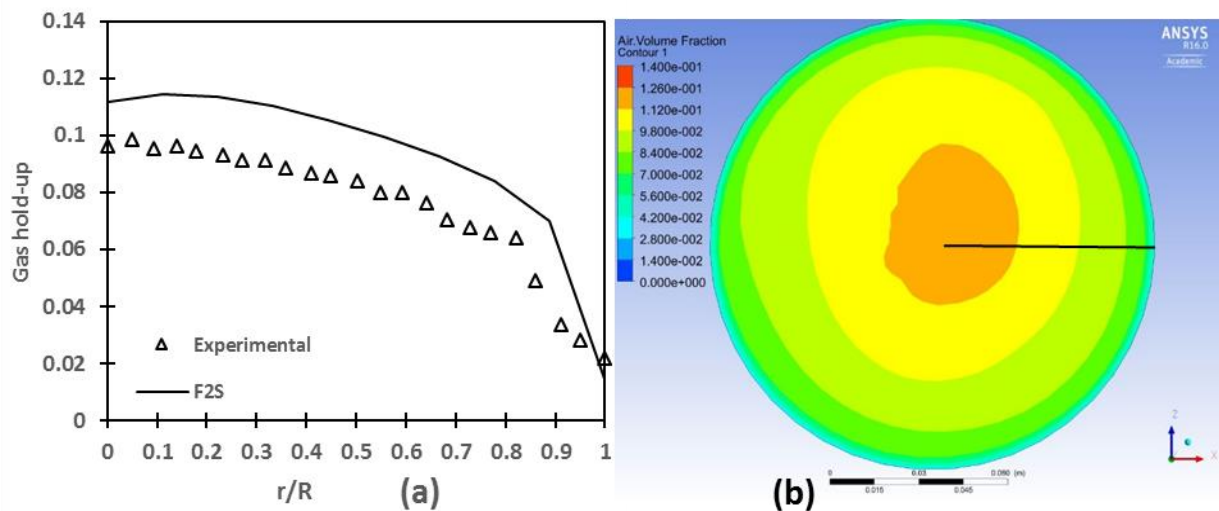 0.14
0.12
0.1
0.08
0.06
0.04
0.02
0
Gas hold-up
Experimental
F2S
0 0.1 0.2 0.3 0.4 0.5 0.6 0.7 0.8 0.9 1
r/R
(a)
Air.Volume Fraction
Contour 1
1.400e-001
1.260e-001
1.120e-001
9.800e-002
8.400e-002
7.000e-002
5.600e-002
4.200e-002
2.800e-002
1.400e-002
0.000e+000
ANSYS
R16.0
Academic
Z
X
0 0.03 0.060 (m)
0.015 0.045
(b)